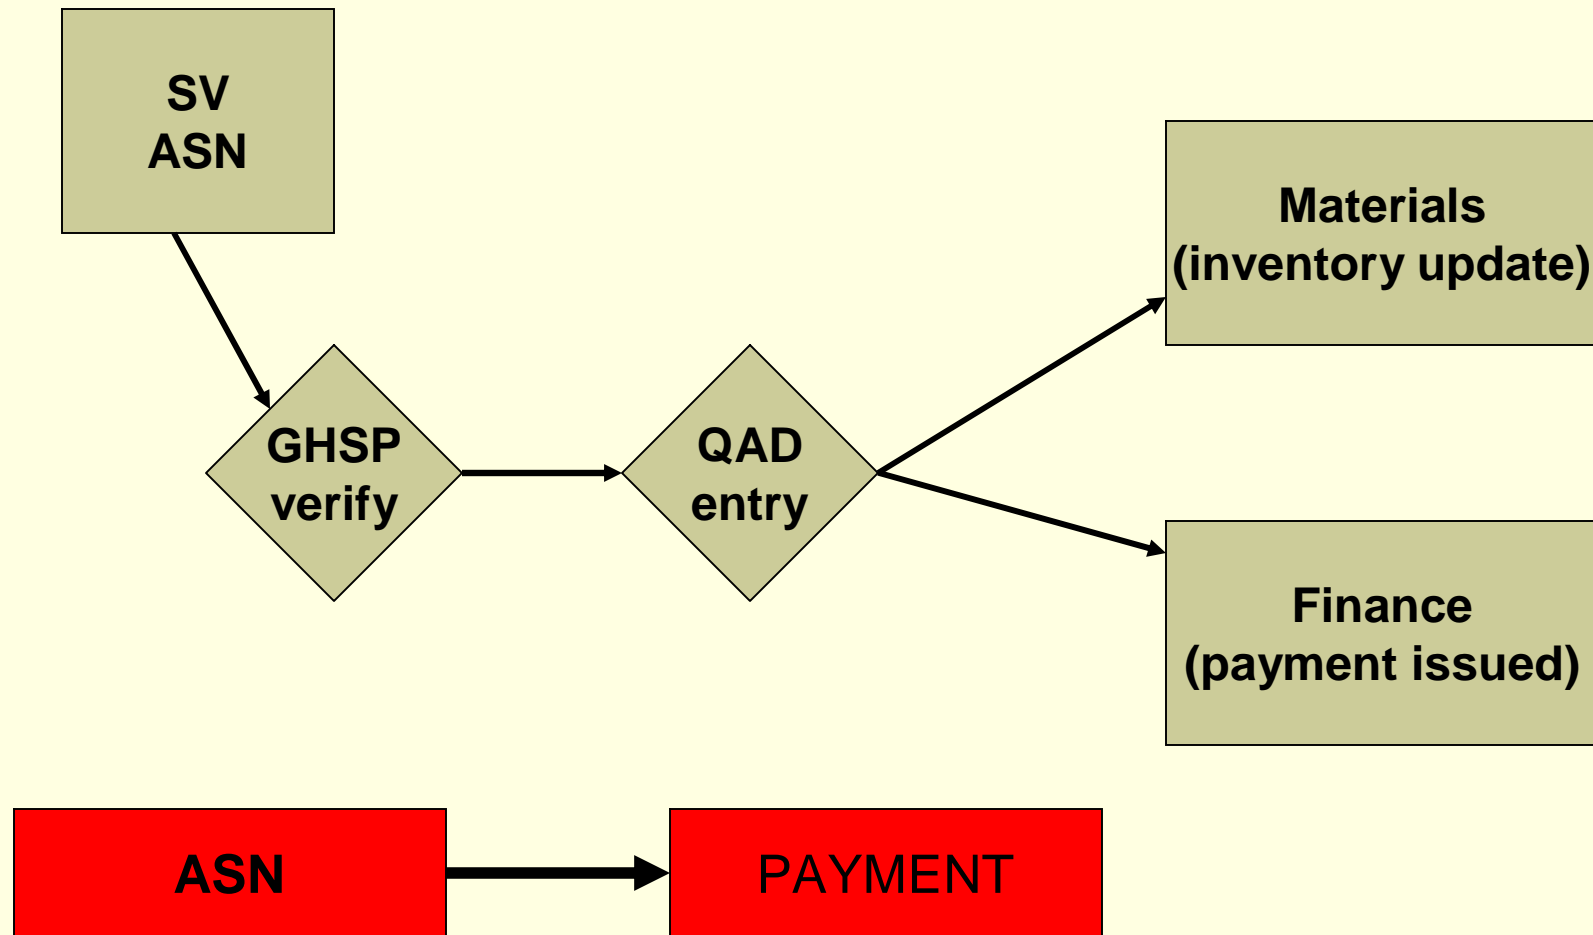 SV
ASN
Materials
(inventory update)
GHSP
verify
QAD
entry
Finance
(payment issued)
ASN
PAYMENT